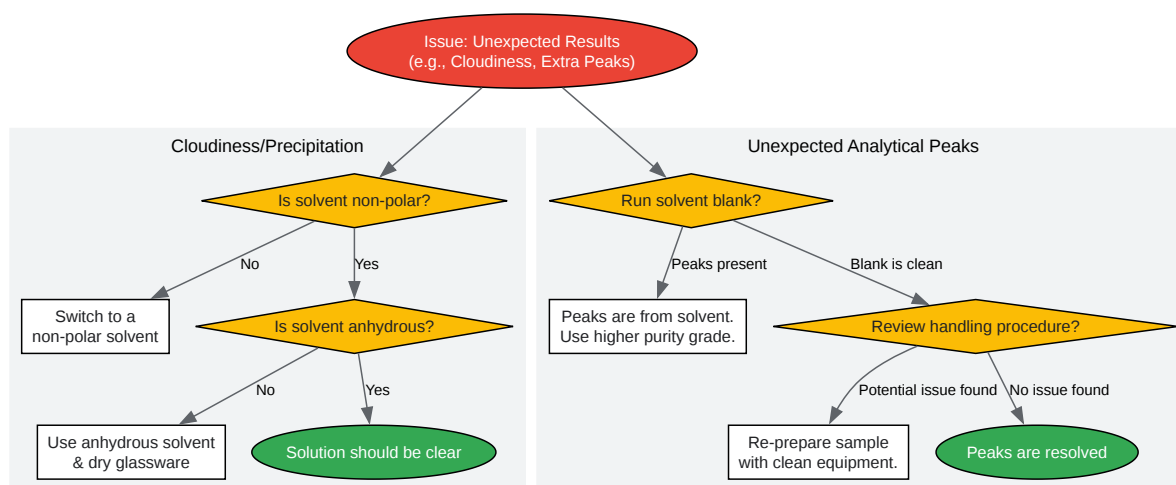 Issue: Unexpected Results
(e.g., Cloudiness, Extra Peaks)
Cloudiness/Precipitation
Is solvent non-polar?
No
Yes
Switch to a
non-polar solvent
Is solvent anhydrous?
No
Yes
Use anhydrous solvent
& dry glassware
Solution should be clear
Unexpected Analytical Peaks
Run solvent blank?
Peaks present
Blank is clean
Peaks are from solvent.
Use higher purity grade.
Review handling procedure?
Potential issue found
No issue found
Re-prepare sample
with clean equipment.
Peaks are resolved